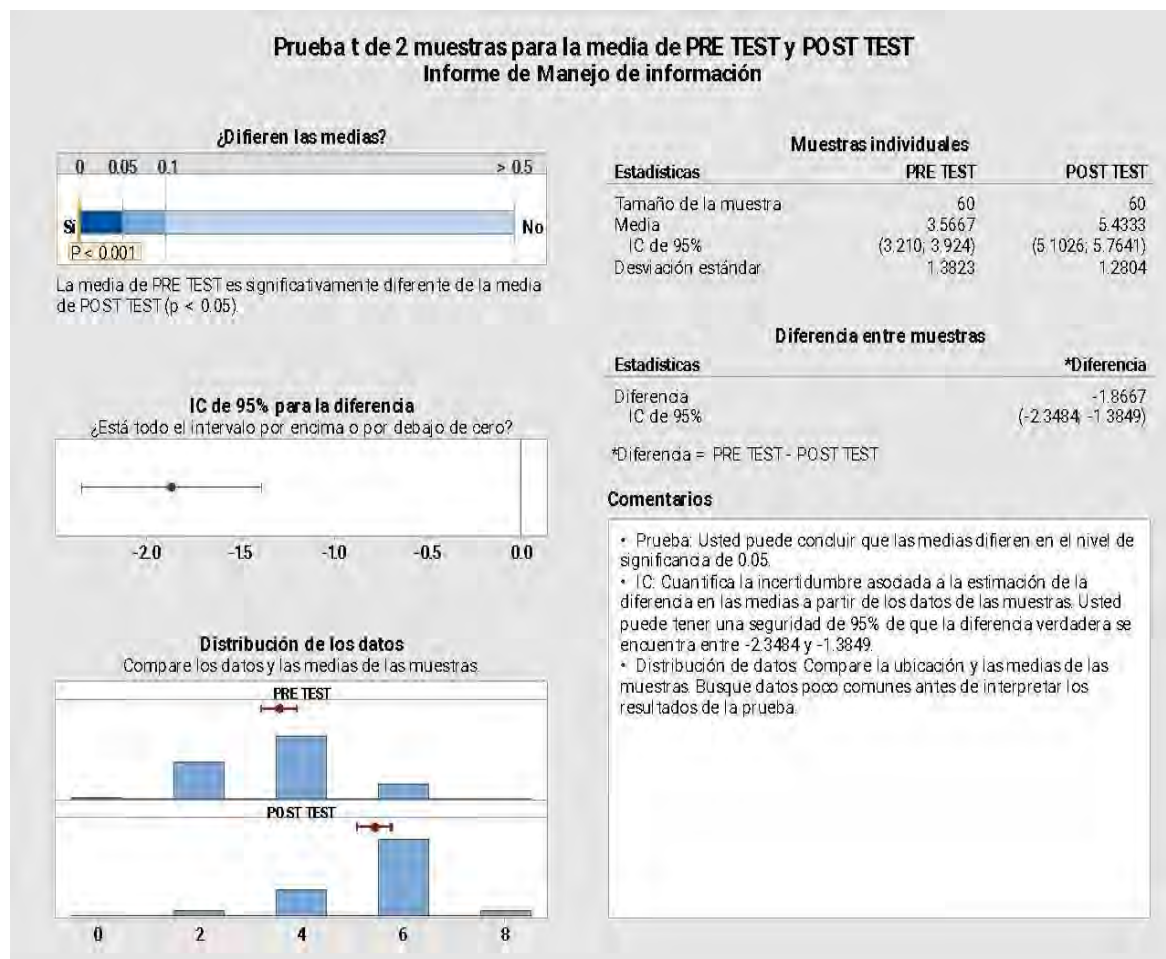 Prueba t de 2 muestras para la media de PRE TEST y POST TEST
Informe de Manejo de información
¿Difieren las medias?
0 0.05 0.1 > 0.5
Sí No
P < 0.001
La media de PRE TEST es significativamente diferente de la media
de POST TEST (p < 0.05).
IC de 95% para la diferencia
¿Está todo el intervalo por encima o por debajo de cero?
-2.0 -1.5 -1.0 -0.5 0.0
Distribución de los datos
Compare los datos y las medias de las muestras.
PRE TEST
POST TEST
0 2 4 6 8
Muestras individuales
Estadísticas PRE TEST POST TEST
Tamaño de la muestra 60 60
Media 3.5667 5.4333
IC de 95% (3.210; 3.924) (5.1026; 5.7641)
Desviación estándar 1.3823 1.2804
Diferencia entre muestras
Estadísticas *Diferencia
Diferencia -1.8667
IC de 95% (-2.3484; -1.3849)
*Diferencia = PRE TEST - POST TEST
Comentarios
• Prueba: Usted puede concluir que las medias difieren en el nivel de
significancia de 0.05.
• IC: Cuantifica la incertidumbre asociada a la estimación de la
diferencia en las medias a partir de los datos de las muestras. Usted
puede tener una seguridad de 95% de que la diferencia verdadera se
encuentra entre -2.3484 y -1.3849.
• Distribución de datos: Compare la ubicación y las medias de las
muestras. Busque datos poco comunes antes de interpretar los
resultados de la prueba.